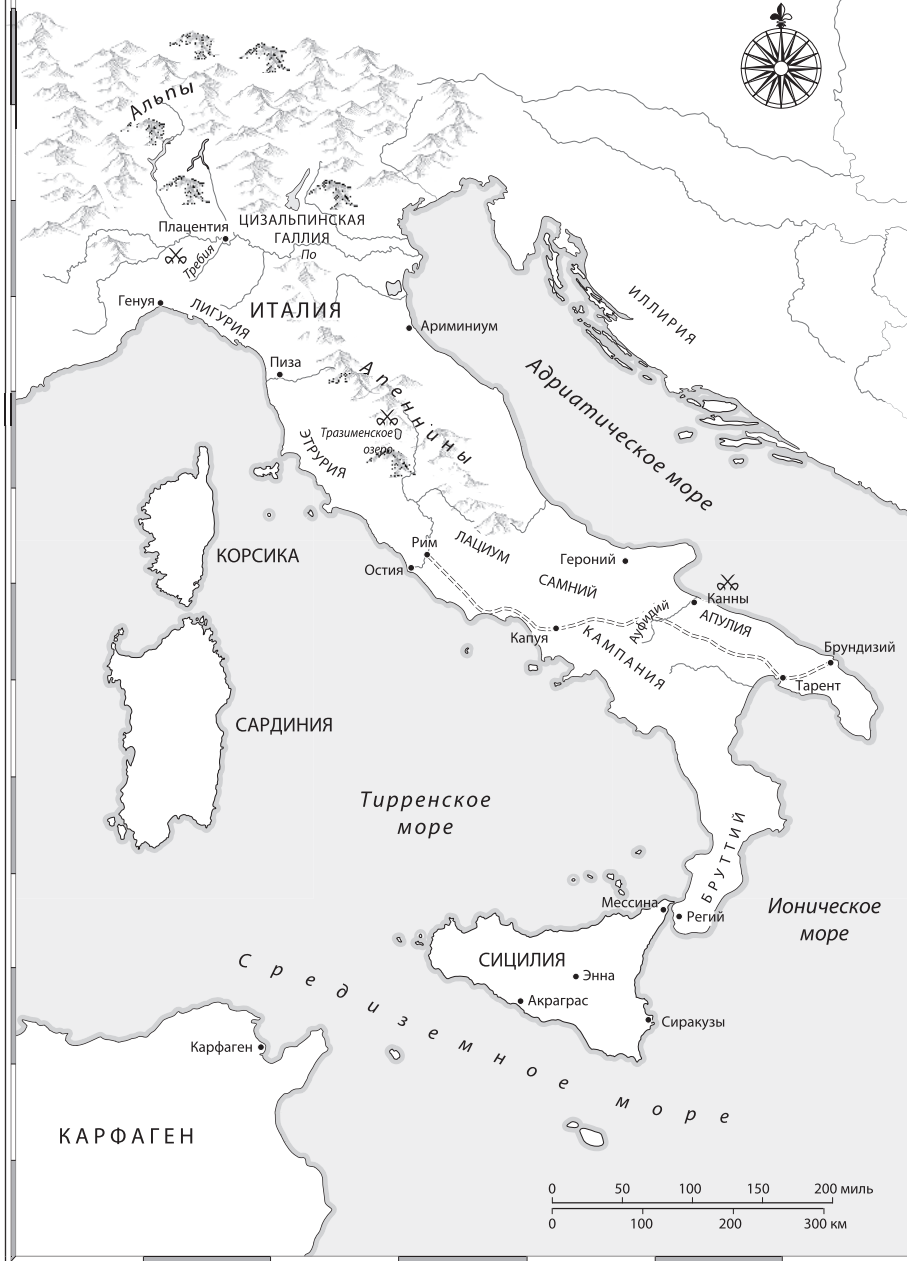 Альпы
Плацентия
ЦИЗАЛЬПИНСКАЯ
ГАЛЛИЯ
Требия
По
Генуя
ЛИГУРИЯ
ИТАЛИЯ
Ариминиум
ИЛЛИРИЯ
Пиза
Апеннины
Адриатическое море
Тразименское
озеро
ЭТРУРИЯ
КОРСИКА
Рим
ЛАЦИУМ
Остия
Героний
САМНИЙ
Канны
Ауфидий
АПУЛИЯ
Капуя
КАМПАНИЯ
Брундизий
Тарент
САРДИНИЯ
Тирренское
море
БРУТТИЙ
Мессина
Регий
Ионическое
море
СИЦИЛИЯ
Энна
Акраграс
Сиракузы
Средиземное море
Карфаген
КАРФАГЕН
0 50 100 150 200 миль
0 100 200 300 км